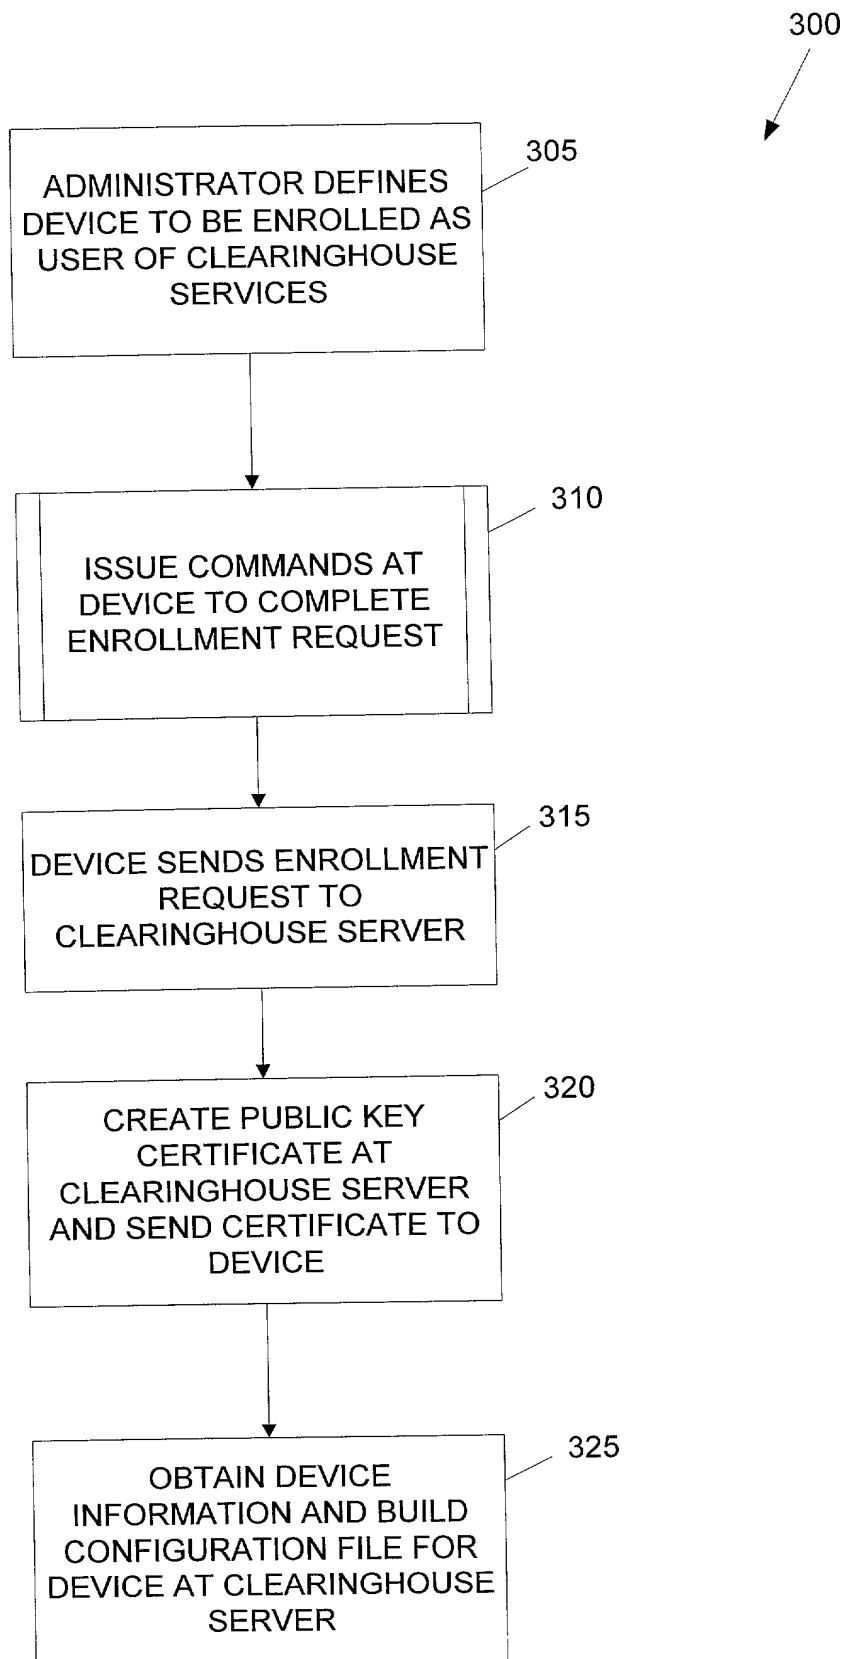 300
305
ADMINISTRATOR DEFINES
DEVICE TO BE ENROLLED AS
USER OF CLEARINGHOUSE
SERVICES
310
ISSUE COMMANDS AT
DEVICE TO COMPLETE
ENROLLMENT REQUEST
315
DEVICE SENDS ENROLLMENT
REQUEST TO
CLEARINGHOUSE SERVER
320
CREATE PUBLIC KEY
CERTIFICATE AT
CLEARINGHOUSE SERVER
AND SEND CERTIFICATE TO
DEVICE
325
OBTAIN DEVICE
INFORMATION AND BUILD
CONFIGURATION FILE FOR
DEVICE AT CLEARINGHOUSE
SERVER